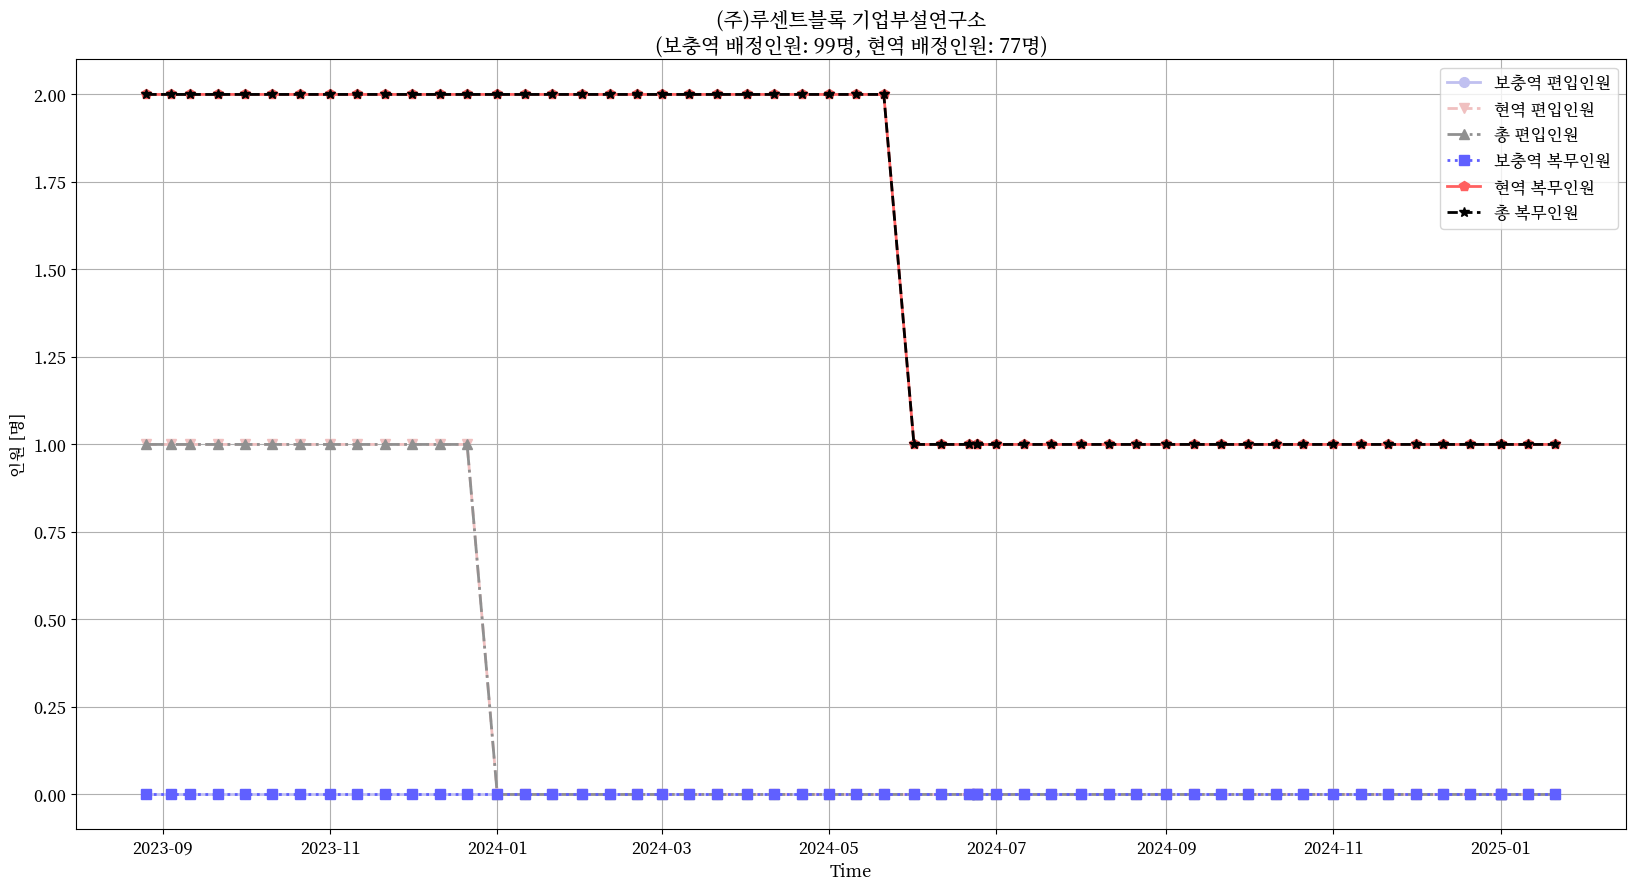 (주)루센트블록 기업부설연구소
(보충역 배정인원: 99명, 현역 배정인원: 77명)
보충역 편입인원
현역 편입인원
총 편입인원
보충역 복무인원
현역 복무인원
총 복무인원
인원 [명]
2.00
1.75
1.50
1.25
1.00
0.75
0.50
0.25
0.00
2023-09
2023-11
2024-01
2024-03
2024-05
2024-07
2024-09
2024-11
2025-01
Time